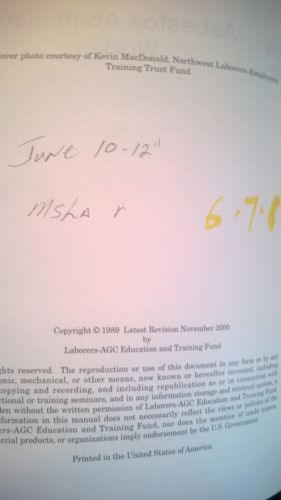 Asbestos Abatement
over photo courtesy of Kevin MacDonald, Northwest Laborers-Employers
Training Trust Fund
June 10-12"
MSHA r
6.7.8
Copyright © 1989 Latest Revision November 2000
by
Laborers-AGC Education and Training Fund
ghts reserved. The reproduction or use of this document in any form or by any
onic, mechanical, or other means, now known or hereafter invented, including
copying and recording, and including republication as or in connection with
ctional or training seminars, and in any information storage and retrieval system, is
den without the written permission of Laborers-AGC Education and Training Fund.
formation in this manual does not necessarily reflect the views or policies of the
ers-AGC Education and Training Fund, nor does the mention of trade names,
ercial products, or organizations imply endorsement by the U.S. Government.
Printed in the United States of America